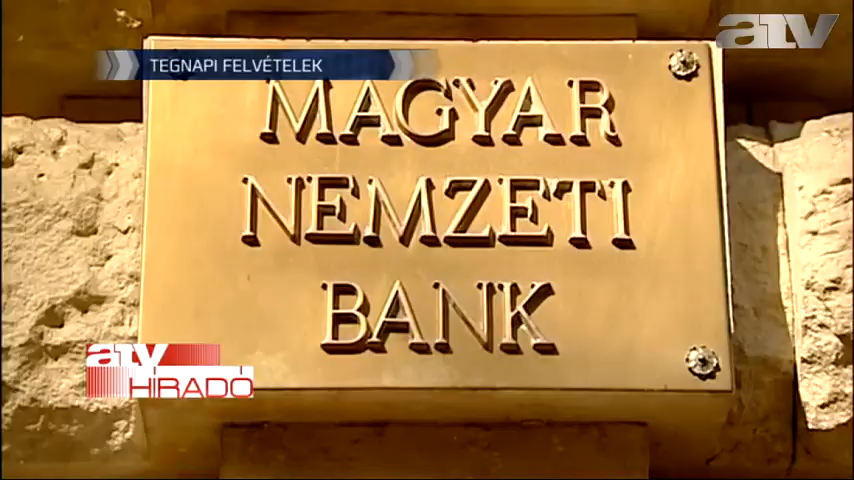 atv
TEGNAPI FELVÉTELEK
MAGYAR
NEMZETI
BANK
atv
HÍRADÓ